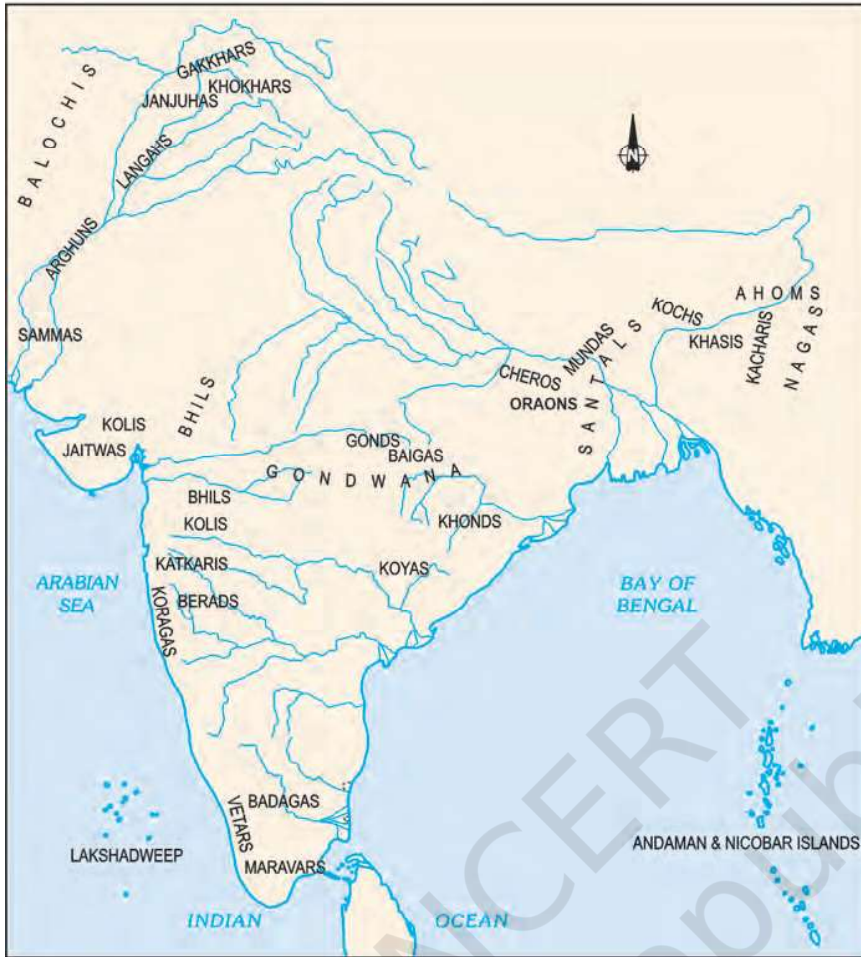 GAKKHARS
KHOKHARS
JANJUHAS
BALOCHIS
LANGAHS
N
ARGHUNS
AHOMS
SAMMAS
KOCHS
KHASIS
KACHARIS
NAGAS
MUNDAS
CHEROS
ORAONS
SANTALS
BHILS
KOLIS
JAITWAS
GONDS
BAIGAS
GONDWANA
BHILS
KOLIS
KHONDS
KATKARIS
KOYAS
ARABIAN
SEA
BAY OF
BENGAL
BERADS
KORAGAS
BADAGAS
VETARS
LAKSHADWEEP
MARAVARS
ANDAMAN & NICOBAR ISLANDS
INDIAN OCEAN
NCERT
republ